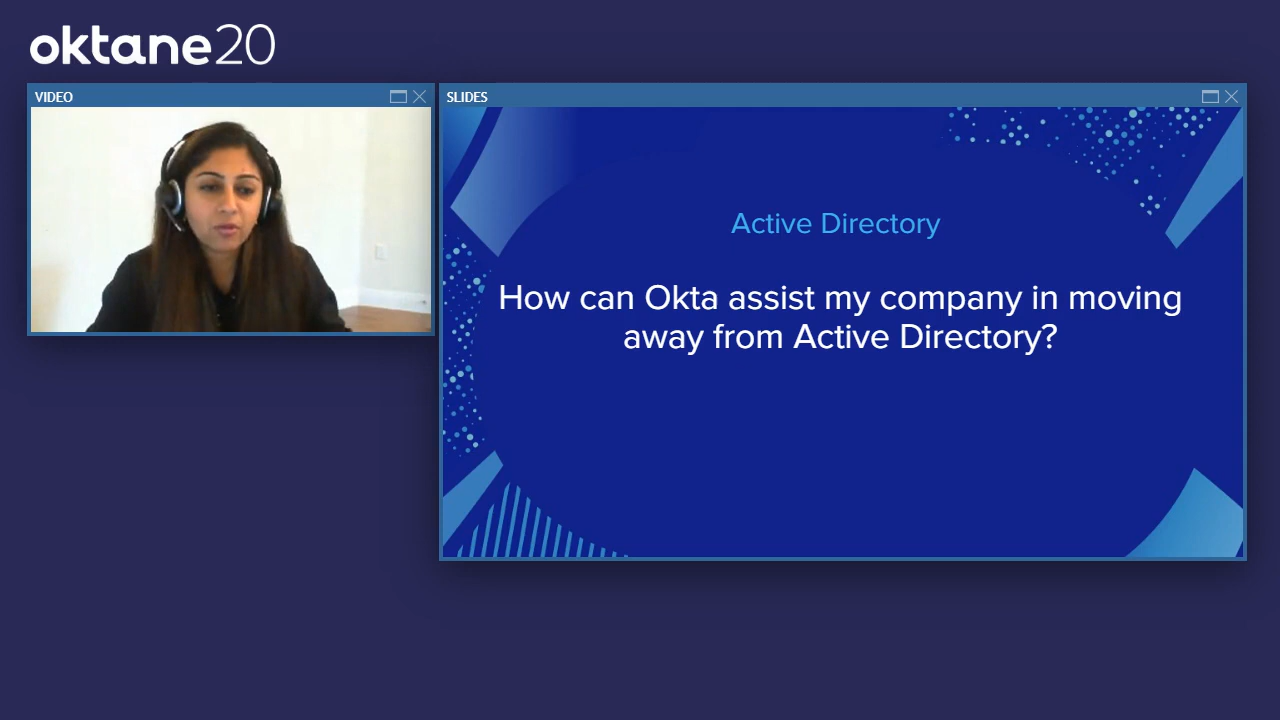 oktane20
VIDEO
SLIDES
Active Directory
How can Okta assist my company in moving
away from Active Directory?